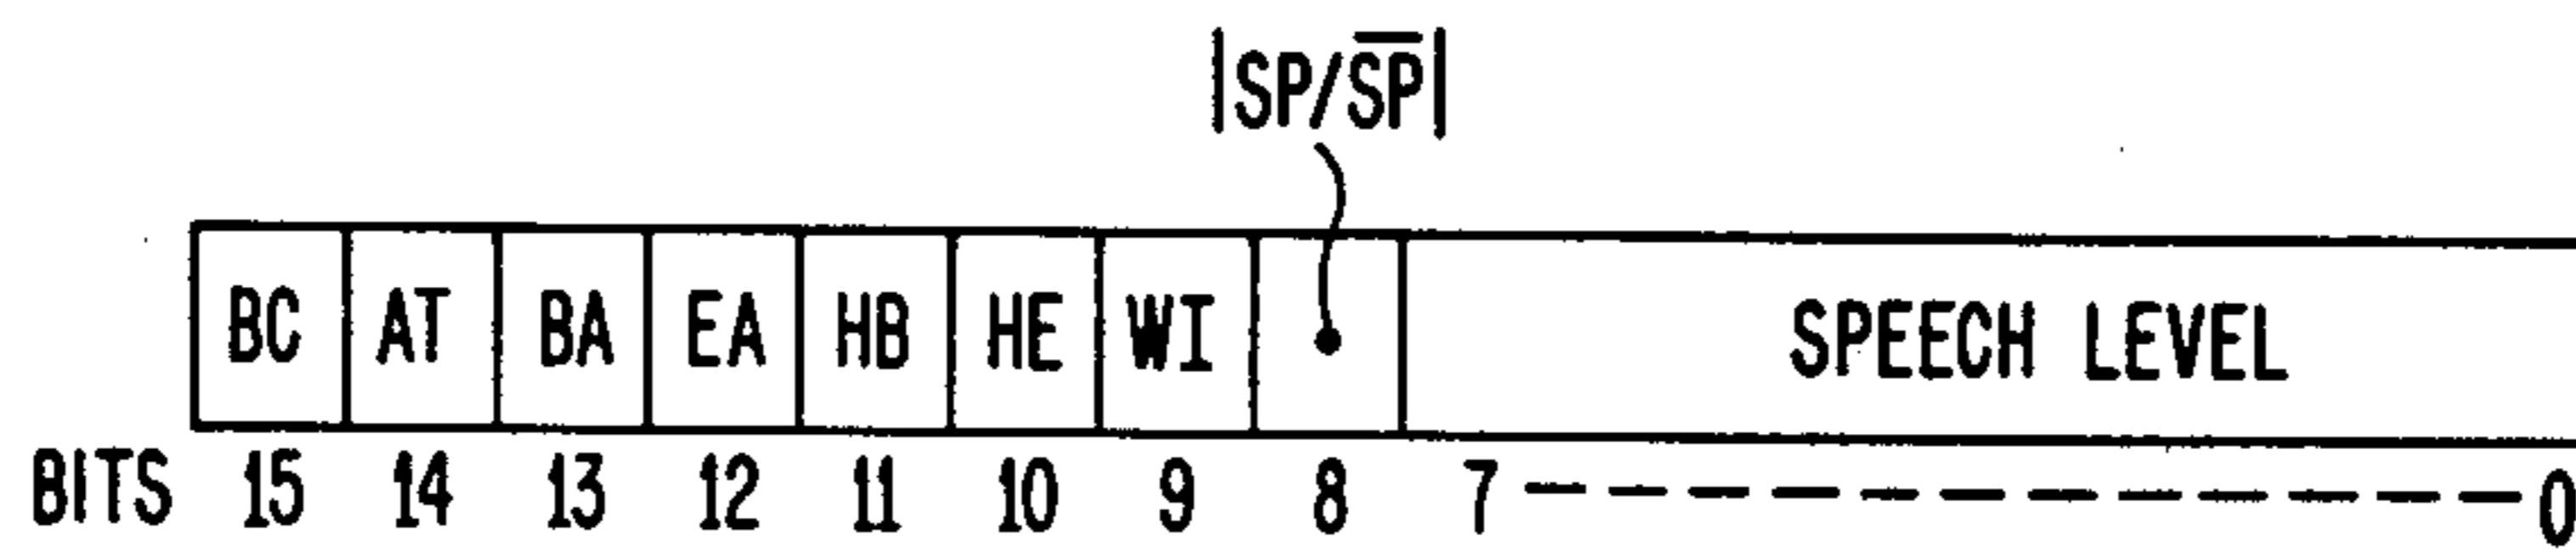 |SP/S̅P̅|
BC AT BA EA HB HE WI SPEECH LEVEL
BITS 15 14 13 12 11 10 9 8 7 ------------ 0